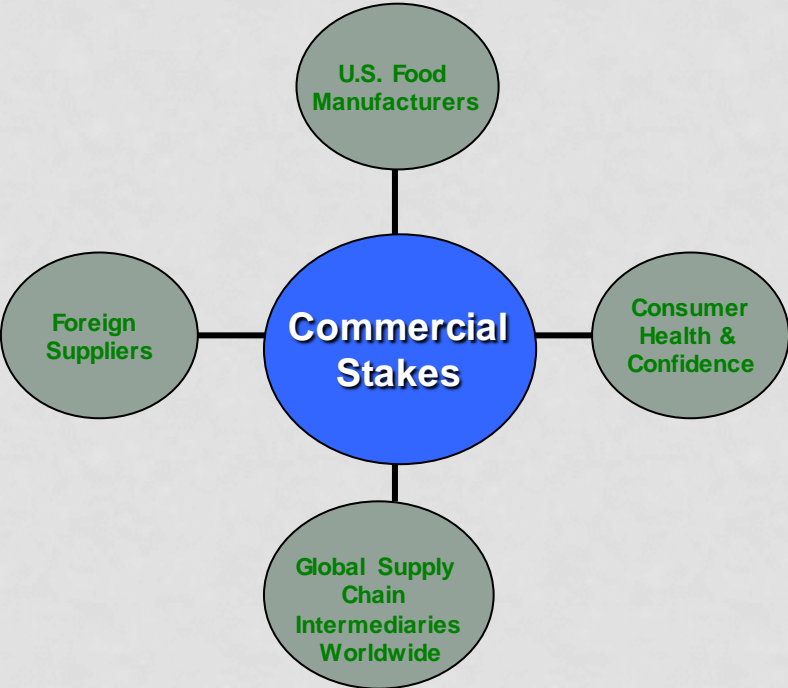 U.S. Food
Manufacturers
Foreign
Suppliers
Commercial
Stakes
Consumer
Health &
Confidence
Global Supply
Chain
Intermediaries
Worldwide